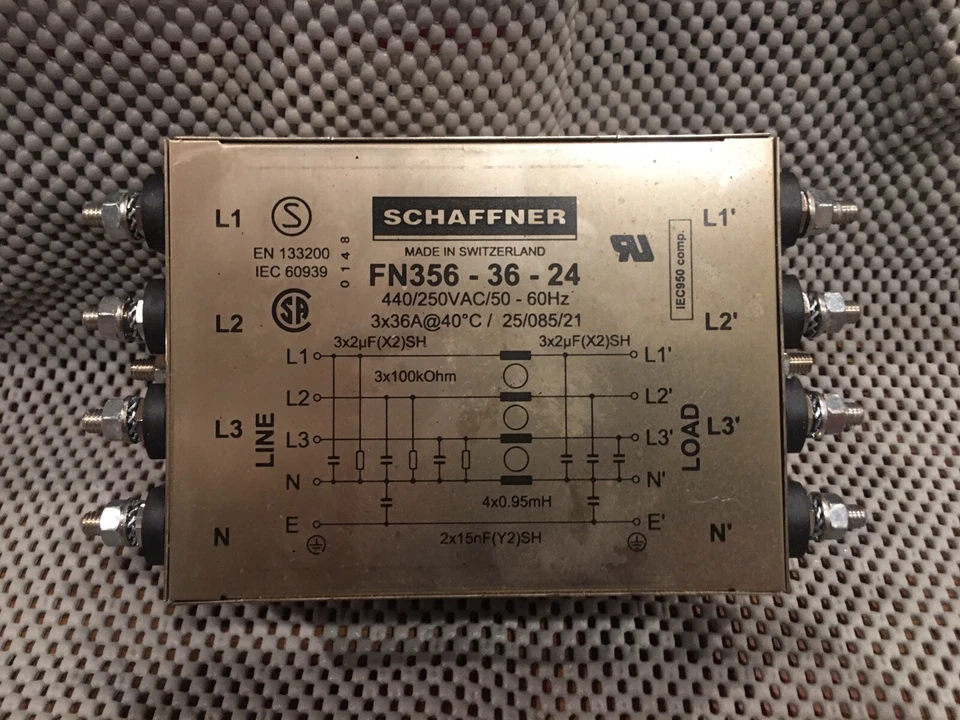 L1
S
SCHAFFNER
L1'
EN 133200
IEC 60939
0148
MADE IN SWITZERLAND
FN356 - 36 - 24
440/250VAC/50 - 60Hz
3x36A@40°C / 25/085/21
IEC950 comp.
SA
L2
L2'
3x2µF(X2)SH
3x2µF(X2)SH
L1
L1'
3x100kOhm
L2
L2'
L3
LINE
L3
L3'
LOAD
L3'
N
N'
4x0.95mH
E
E'
2x15nF(Y2)SH
N
N'